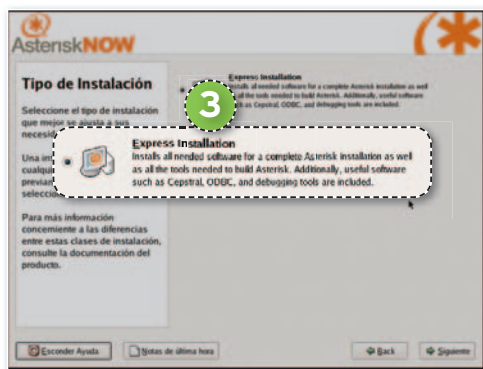 AsteriskNOW
Tipo de Instalación
Seleccione el tipo de instalación
que mejor se ajusta a sus
necesid
Una in
cualqui
previan
selecci
Para más información
concerniente a las diferencias
entre estas clases de instalación,
consulte la documentación del
producto.
Express Installation
Installs all needed software for a complete Asterisk installation as well
as all the tools needed to build Asterisk. Additionally, useful software
such as Cepstral, ODBC, and debugging tools are included.
3
Express Installation
Installs all needed software for a complete Asterisk installation as well
as all the tools needed to build Asterisk. Additionally, useful software
such as Cepstral, ODBC, and debugging tools are included.
Esconder Ayuda
Notas de última hora
Back
Siguiente